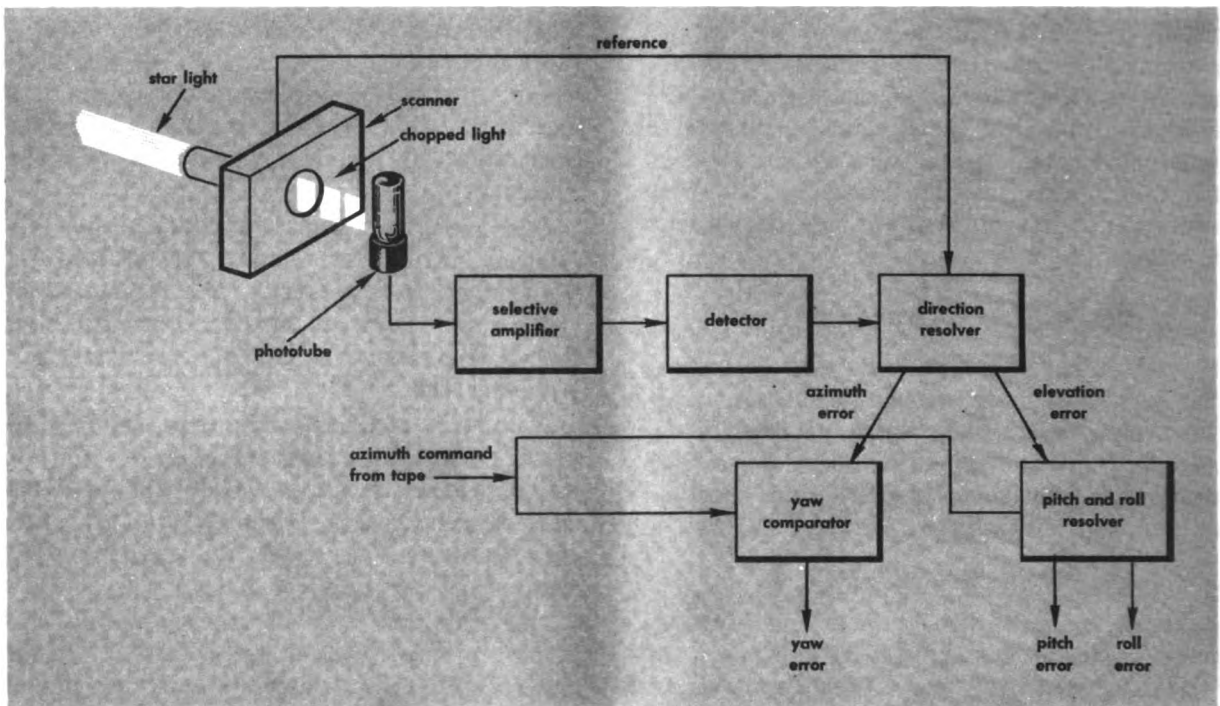 reference
star light
scanner
chopped light
phototube
selective
amplifier
detector
direction
resolver
azimuth
error
elevation
error
azimuth command
from tape
yaw
comparator
pitch and roll
resolver
yaw
error
pitch
error
roll
error